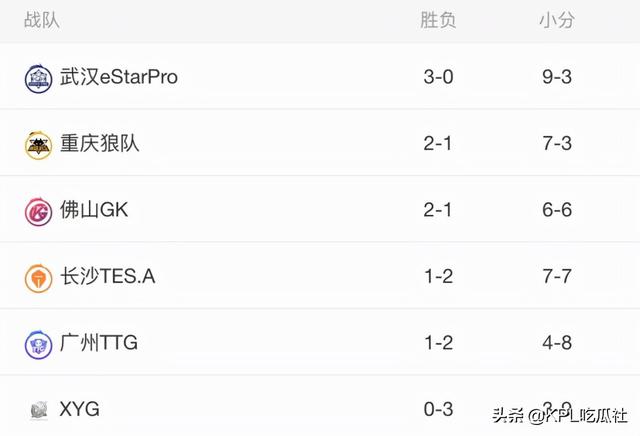 战队 胜负 小分
武汉eStarPro 3-0 9-3
重庆狼队 2-1 7-3
佛山GK 2-1 6-6
长沙TES.A 1-2 7-7
广州TTG 1-2 4-8
XYG 0-3 3-9
头条 @KPL吃瓜社